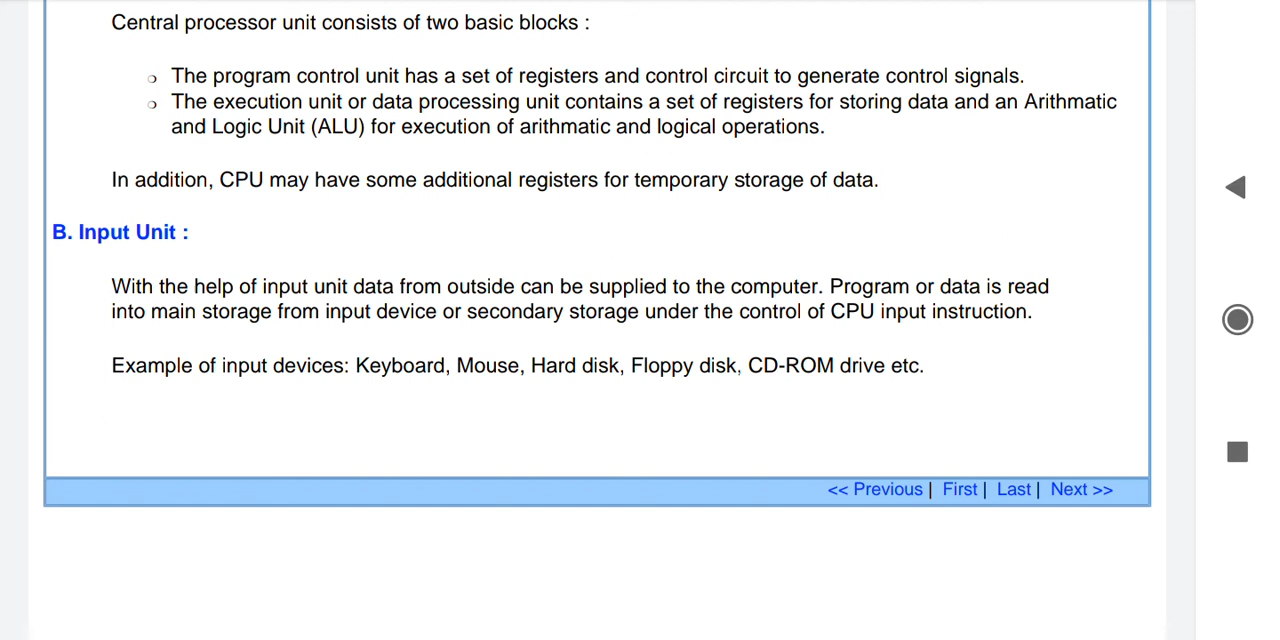 Central processor unit consists of two basic blocks :
❍ The program control unit has a set of registers and control circuit to generate control signals.
❍ The execution unit or data processing unit contains a set of registers for storing data and an Arithmatic
and Logic Unit (ALU) for execution of arithmatic and logical operations.
In addition, CPU may have some additional registers for temporary storage of data.
B. Input Unit :
With the help of input unit data from outside can be supplied to the computer. Program or data is read
into main storage from input device or secondary storage under the control of CPU input instruction.
Example of input devices: Keyboard, Mouse, Hard disk, Floppy disk, CD-ROM drive etc.
<< Previous | First | Last | Next >>